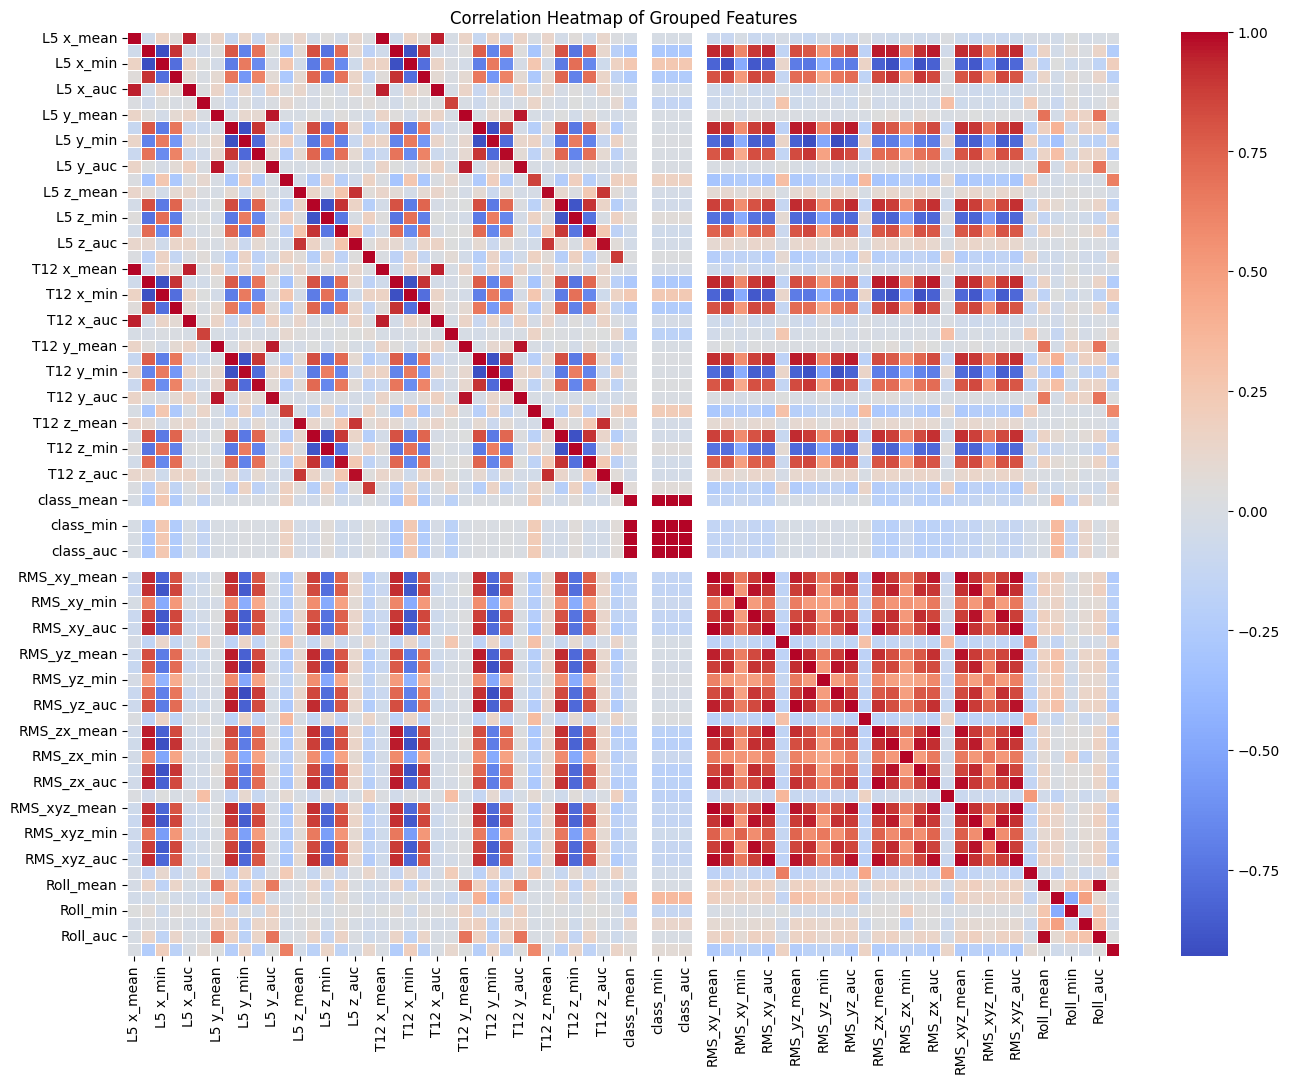 Correlation Heatmap of Grouped Features
L5 x_mean
L5 x_min
L5 x_auc
L5 y_mean
L5 y_min
L5 y_auc
L5 z_mean
L5 z_min
L5 z_auc
T12 x_mean
T12 x_min
T12 x_auc
T12 y_mean
T12 y_min
T12 y_auc
T12 z_mean
T12 z_min
T12 z_auc
class_mean
class_min
class_auc
RMS_xy_mean
RMS_xy_min
RMS_xy_auc
RMS_yz_mean
RMS_yz_min
RMS_yz_auc
RMS_zx_mean
RMS_zx_min
RMS_zx_auc
RMS_xyz_mean
RMS_xyz_min
RMS_xyz_auc
Roll_mean
Roll_min
Roll_auc
L5 x_mean
L5 x_min
L5 x_auc
L5 y_mean
L5 y_min
L5 y_auc
L5 z_mean
L5 z_min
L5 z_auc
T12 x_mean
T12 x_min
T12 x_auc
T12 y_mean
T12 y_min
T12 y_auc
T12 z_mean
T12 z_min
T12 z_auc
class_mean
class_min
class_auc
RMS_xy_mean
RMS_xy_min
RMS_xy_auc
RMS_yz_mean
RMS_yz_min
RMS_yz_auc
RMS_zx_mean
RMS_zx_min
RMS_zx_auc
RMS_xyz_mean
RMS_xyz_min
RMS_xyz_auc
Roll_mean
Roll_min
Roll_auc
1.00
0.75
0.50
0.25
0.00
−0.25
−0.50
−0.75